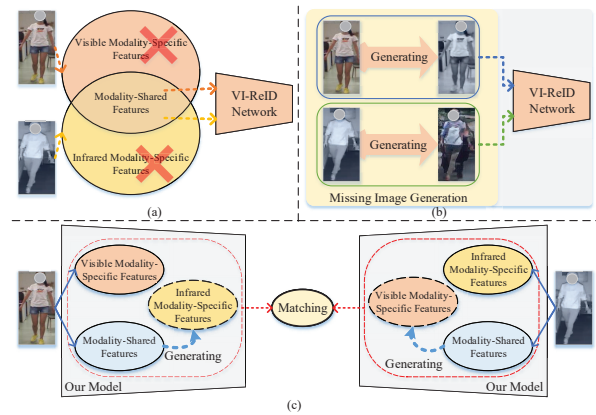 Visible Modality-Specific
Features
Modality-Shared
Features
Infrared Modality-Specific
Features
VI-ReID
Network
(a)
Generating
Generating
Missing Image Generation
VI-ReID
Network
(b)
Visible Modality-
Specific Features
Infrared
Modality-Specific
Features
Modality-Shared
Features
Generating
Our Model
Matching
Infrared
Modality-Specific
Features
Visible Modality-
Specific Features
Modality-Shared
Features
Generating
Our Model
(c)